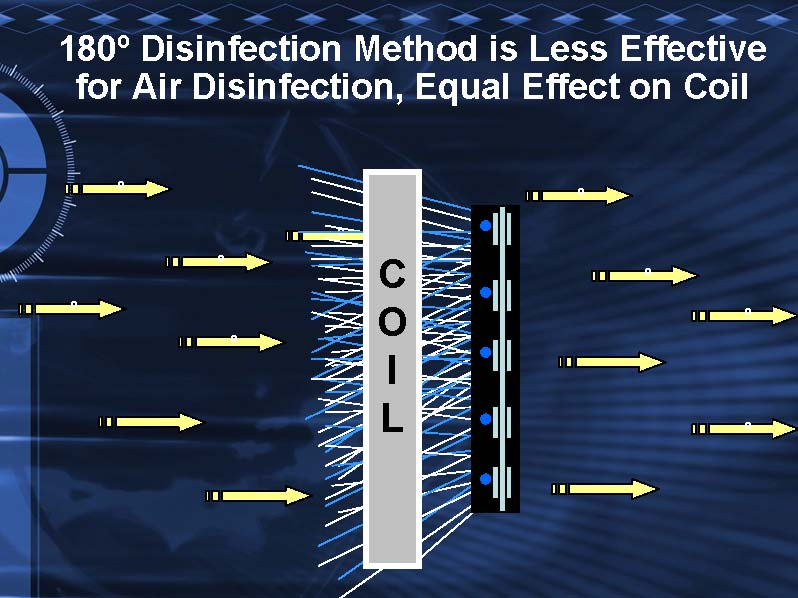 180º Disinfection Method is Less Effective
for Air Disinfection, Equal Effect on Coil
C
O
I
L